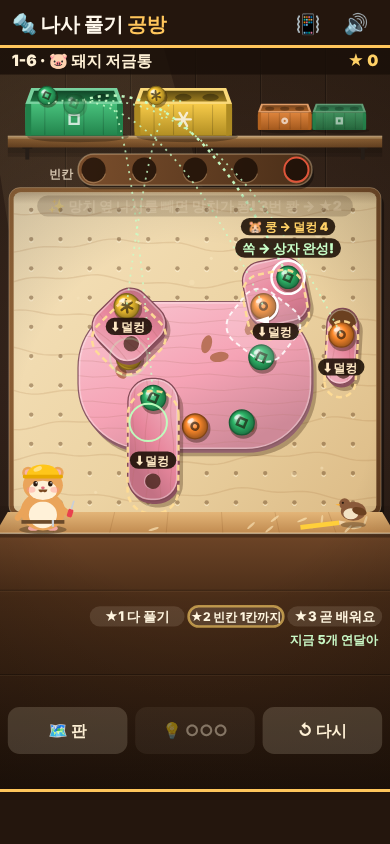 나사 풀기 공방
1-6 · 돼지 저금통
★ 0
빈칸
쿵 → 덜컹 4
쏙 → 상자 완성!
⬇덜컹
⬇덜컹
⬇덜컹
⬇덜컹
★1 다 풀기
★2 빈칸 1칸까지
★3 곧 배워요
지금 5개 연달아
판
다시